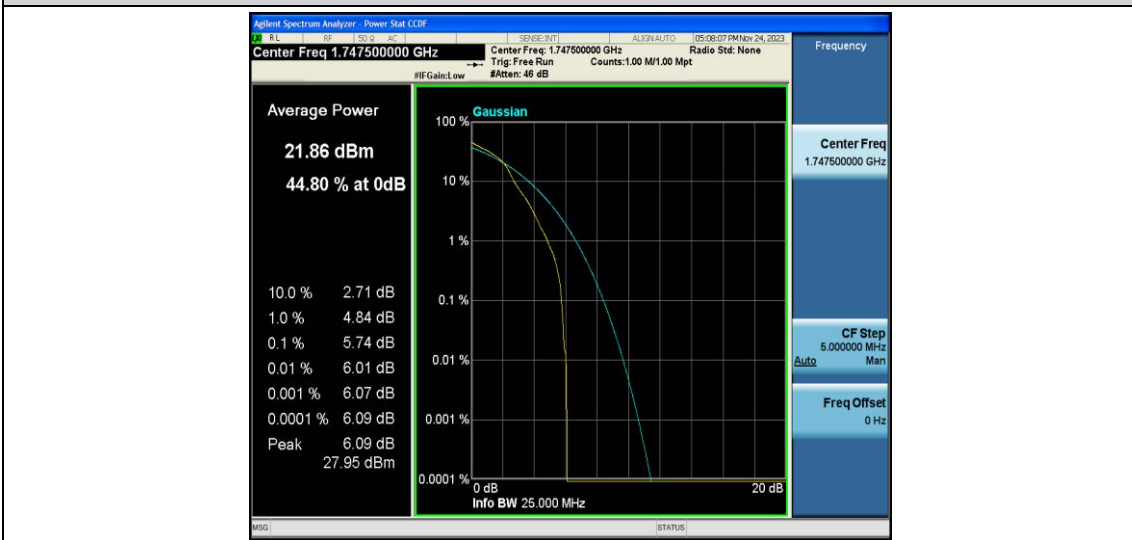 Agilent Spectrum Analyzer - Power Stat CCDF
LXI RL RF 50 Ω AC SENSE:INT ALIGN AUTO 05:08:07 PM Nov 24, 2023
Center Freq 1.747500000 GHz
Center Freq: 1.747500000 GHz Radio Std: None
Trig: Free Run Counts:1.00 M/1.00 Mpt
#IFGain:Low #Atten: 46 dB
Average Power
21.86 dBm
44.80 % at 0dB
10.0 % 2.71 dB
1.0 % 4.84 dB
0.1 % 5.74 dB
0.01 % 6.01 dB
0.001 % 6.07 dB
0.0001 % 6.09 dB
Peak 6.09 dB
27.95 dBm
Gaussian
100 %
10 %
1 %
0.1 %
0.01 %
0.001 %
0.0001 %
0 dB 20 dB
Info BW 25.000 MHz
Frequency
Center Freq
1.747500000 GHz
CF Step
5.000000 MHz
Auto Man
Freq Offset
0 Hz
MSG STATUS